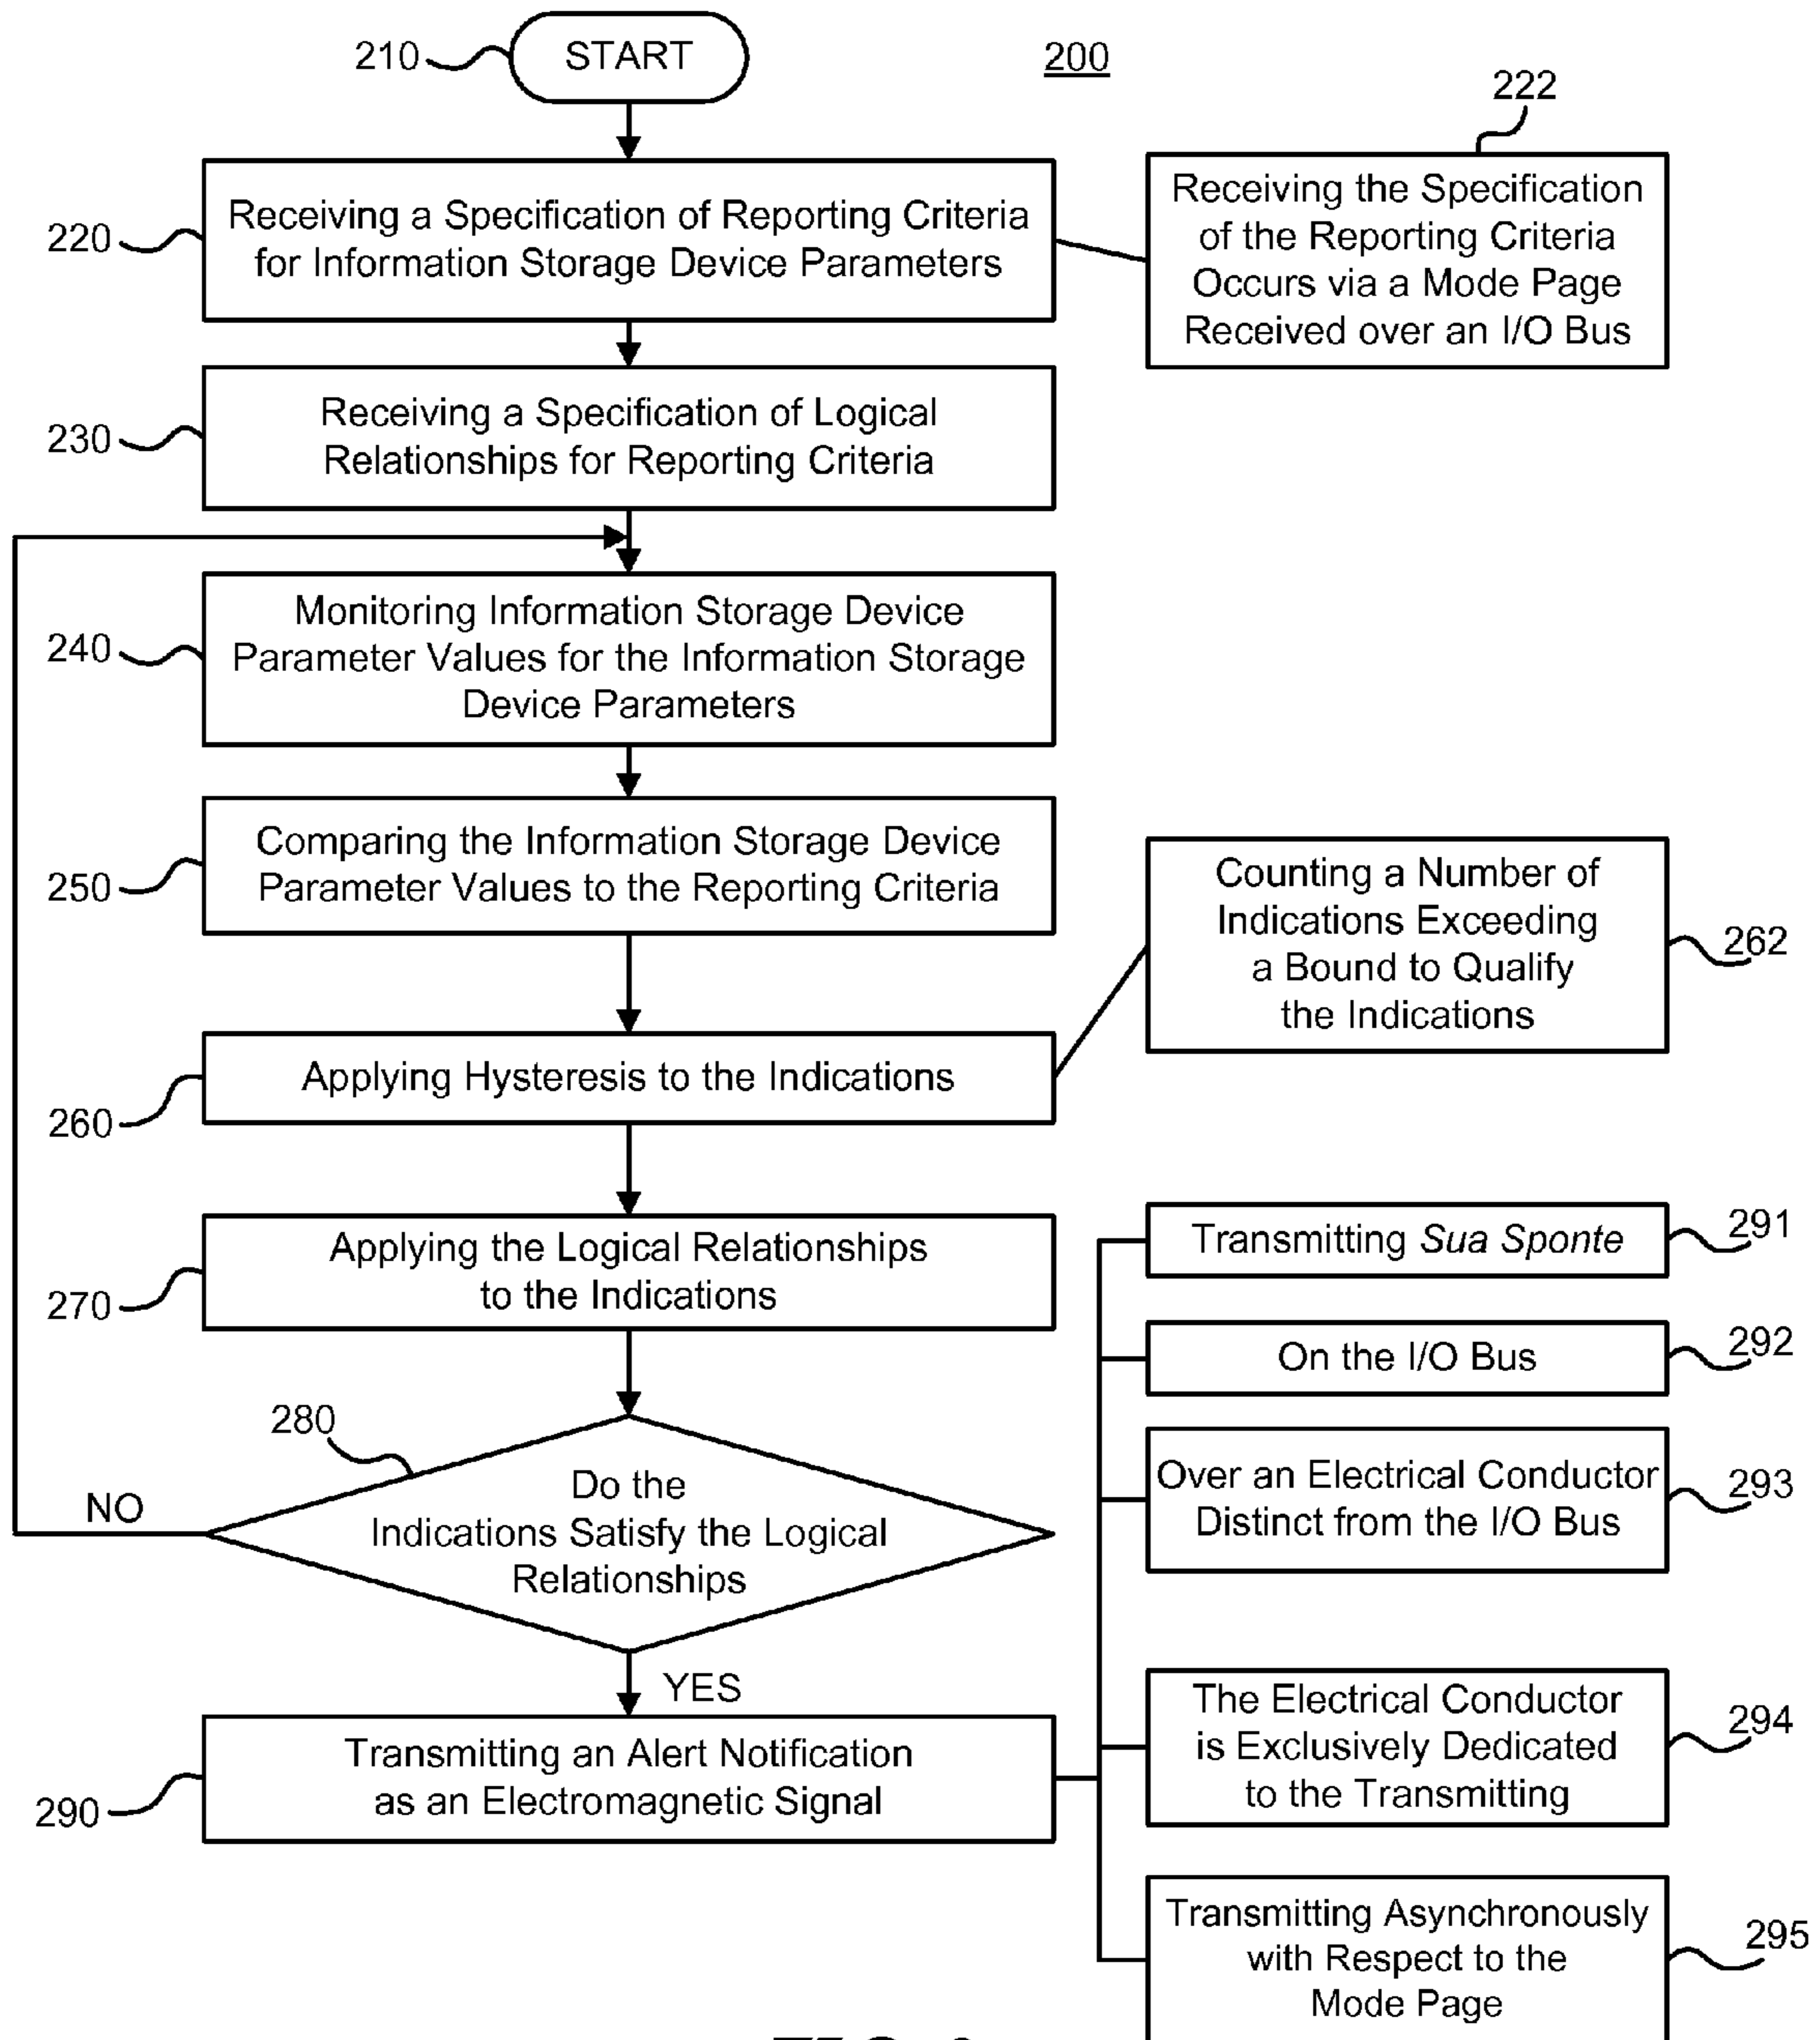 210
START
200
222
220
Receiving a Specification of Reporting Criteria
for Information Storage Device Parameters
Receiving the Specification
of the Reporting Criteria
Occurs via a Mode Page
Received over an I/O Bus
230
Receiving a Specification of Logical
Relationships for Reporting Criteria
240
Monitoring Information Storage Device
Parameter Values for the Information Storage
Device Parameters
250
Comparing the Information Storage Device
Parameter Values to the Reporting Criteria
Counting a Number of
Indications Exceeding
a Bound to Qualify
the Indications
262
260
Applying Hysteresis to the Indications
270
Applying the Logical Relationships
to the Indications
280
Do the
Indications Satisfy the Logical
Relationships
NO
YES
290
Transmitting an Alert Notification
as an Electromagnetic Signal
Transmitting Sua Sponte
291
On the I/O Bus
292
Over an Electrical Conductor
Distinct from the I/O Bus
293
The Electrical Conductor
is Exclusively Dedicated
to the Transmitting
294
Transmitting Asynchronously
with Respect to the
Mode Page
295